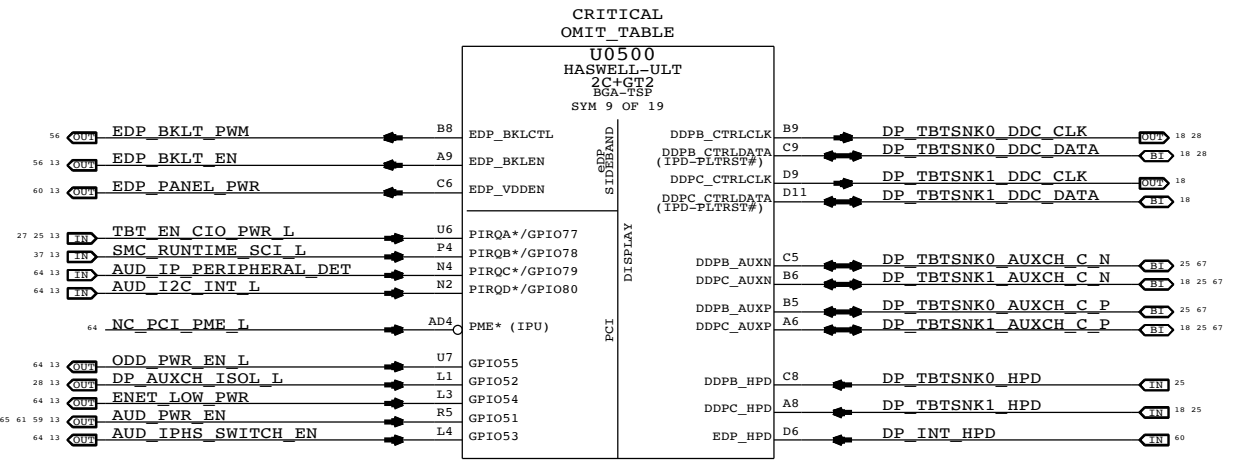 CRITICAL
OMIT_TABLE
U0500
HASWELL-ULT
2C+GT2
BGA-TSP
SYM 9 OF 19
56 OUT EDP_BKLT_PWM B8 EDP_BKLCTL
56 13 OUT EDP_BKLT_EN A9 EDP_BKLEN
60 13 OUT EDP_PANEL_PWR C6 EDP_VDDEN
eDP
SIDEBAND
27 25 13 IN TBT_EN_CIO_PWR_L U6 PIRQA*/GPIO77
37 13 IN SMC_RUNTIME_SCI_L P4 PIRQB*/GPIO78
64 13 IN AUD_IP_PERIPHERAL_DET N4 PIRQC*/GPIO79
64 13 IN AUD_I2C_INT_L N2 PIRQD*/GPIO80
64 NC_PCI_PME_L AD4 PME* (IPU)
64 13 OUT ODD_PWR_EN_L U7 GPIO55
28 13 OUT DP_AUXCH_ISOL_L L1 GPIO52
64 13 OUT ENET_LOW_PWR L3 GPIO54
65 61 59 13 OUT AUD_PWR_EN R5 GPIO51
64 13 OUT AUD_IPHS_SWITCH_EN L4 GPIO53
PCI
DISPLAY
DDPB_CTRLCLK B9 DP_TBTSNK0_DDC_CLK OUT 18 28
DDPB_CTRLDATA C9 DP_TBTSNK0_DDC_DATA BI 18 28
(IPD-PLTRST#)
DDPC_CTRLCLK D9 DP_TBTSNK1_DDC_CLK OUT 18
DDPC_CTRLDATA D11 DP_TBTSNK1_DDC_DATA BI 18
(IPD-PLTRST#)
DDPB_AUXN C5 DP_TBTSNK0_AUXCH_C_N BI 25 67
DDPC_AUXN B6 DP_TBTSNK1_AUXCH_C_N BI 18 25 67
DDPB_AUXP B5 DP_TBTSNK0_AUXCH_C_P BI 25 67
DDPC_AUXP A6 DP_TBTSNK1_AUXCH_C_P BI 18 25 67
DDPB_HPD C8 DP_TBTSNK0_HPD IN 25
DDPC_HPD A8 DP_TBTSNK1_HPD IN 18 25
EDP_HPD D6 DP_INT_HPD IN 60